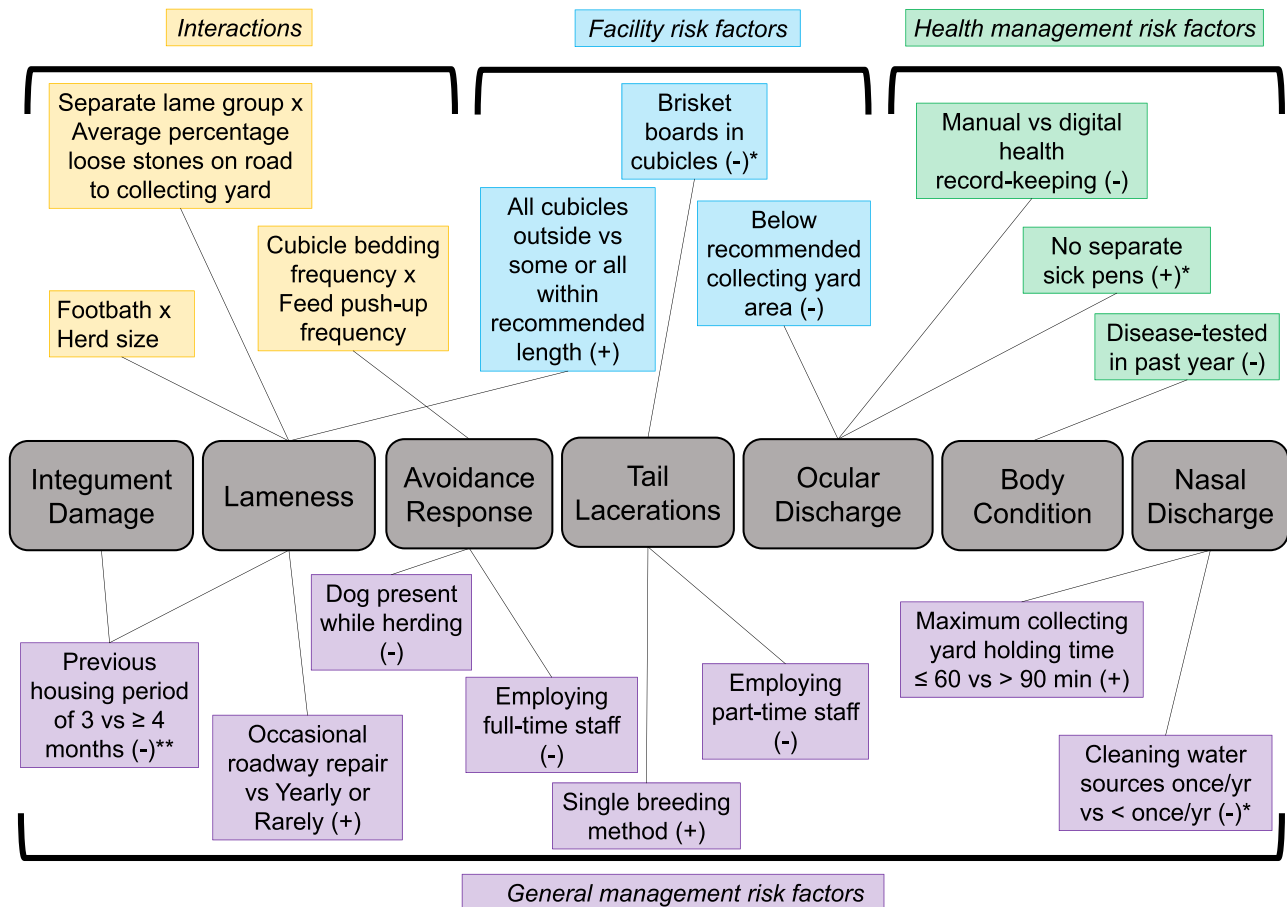 Interactions
Facility risk factors
Health management risk factors
Separate lame group x
Average percentage
loose stones on road
to collecting yard
Brisket
boards in
cubicles (-)*
Manual vs digital
health
record-keeping (-)
All cubicles
outside vs
some or all
within
recommended
length (+)
Below
recommended
collecting yard
area (-)
Cubicle bedding
frequency x
Feed push-up
frequency
No separate
sick pens (+)*
Footbath x
Herd size
Disease-tested
in past year (-)
Integument
Damage
Lameness
Avoidance
Response
Tail
Lacerations
Ocular
Discharge
Body
Condition
Nasal
Discharge
Dog present
while herding
(-)
Maximum collecting
yard holding time
≤ 60 vs > 90 min (+)
Previous
housing period
of 3 vs ≥ 4
months (-)**
Employing
full-time staff
(-)
Employing
part-time staff
(-)
Occasional
roadway repair
vs Yearly or
Rarely (+)
Cleaning water
sources once/yr
vs < once/yr (-)*
Single breeding
method (+)
General management risk factors